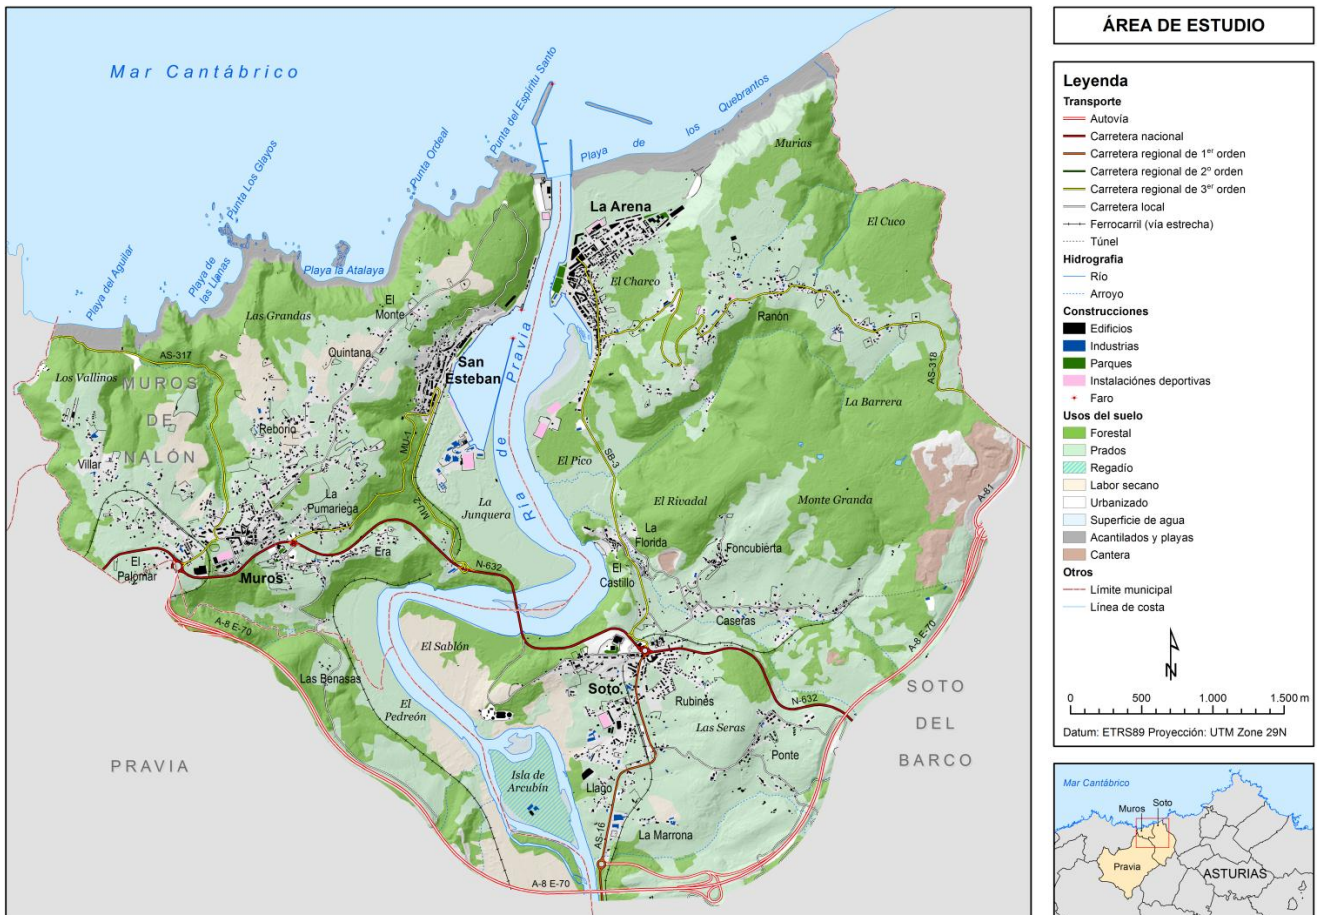 Mar Cantábrico
Punta del Espíritu Santo
Playa de los Quebrantos
Punta Ordeal
Punta Los Glayos
Playa de
las Llanas
Playa del Aguilar
Playa la Atalaya
Murias
La Arena
El Cuco
El Charco
Ranón
El
Monte
Las Grandas
Quintana
San
Esteban
AS-317
Los Vallinos
MUROS
DE
NALÓN
Ría de Pravia
AS-318
La Barrera
Reborio
MU-1
Villar
El Pico
SB-3
A-81
La
Pumariega
MU-2
La
Junquera
El Rivadal
Monte Granda
La
Florida
Foncubierta
El
Palomar
Muros
Era
N-632
El
Castillo
Caseras
A-8 E-70
A-8 E-70
El Sablón
Las Benasas
Soto
Rubines
N-632
SOTO
DEL
BARCO
El
Pedreón
Las Seras
Ponte
PRAVIA
Isla de
Arcubín
Llago
La Marrona
AS-16
A-8 E-70
ÁREA DE ESTUDIO
Leyenda
Transporte
Autovía
Carretera nacional
Carretera regional de 1er orden
Carretera regional de 2º orden
Carretera regional de 3er orden
Carretera local
Ferrocarril (vía estrecha)
Túnel
Hidrografia
Río
Arroyo
Construcciones
Edificios
Industrias
Parques
Instalaciónes deportivas
Faro
Usos del suelo
Forestal
Prados
Regadío
Labor secano
Urbanizado
Superficie de agua
Acantilados y playas
Cantera
Otros
Límite municipal
Línea de costa
N
0 500 1.000 1.500 m
Datum: ETRS89 Proyección: UTM Zone 29N
Mar Cantábrico
Muros Soto
Pravia
ASTURIAS